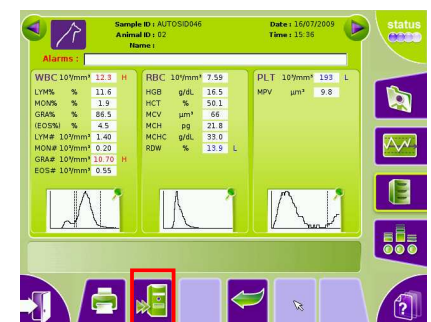 Sample ID : AUTOSID046 Date : 16/07/2009 status
Animal ID : 02 Time : 15:36
Name :
Alarms :
WBC 10³/mm³ 12.3 H
LYM% % 11.6
MON% % 1.9
GRA% % 86.5
(EOS%) % 4.5
LYM# 10³/mm³ 1.40
MON# 10³/mm³ 0.20
GRA# 10³/mm³ 10.70 H
EOS# 10³/mm³ 0.55
RBC 10⁶/mm³ 7.59
HGB g/dL 16.5
HCT % 50.1
MCV µm³ 66
MCH pg 21.8
MCHC g/dL 33.0
RDW % 13.9 L
PLT 10³/mm³ 193 L
MPV µm³ 9.8